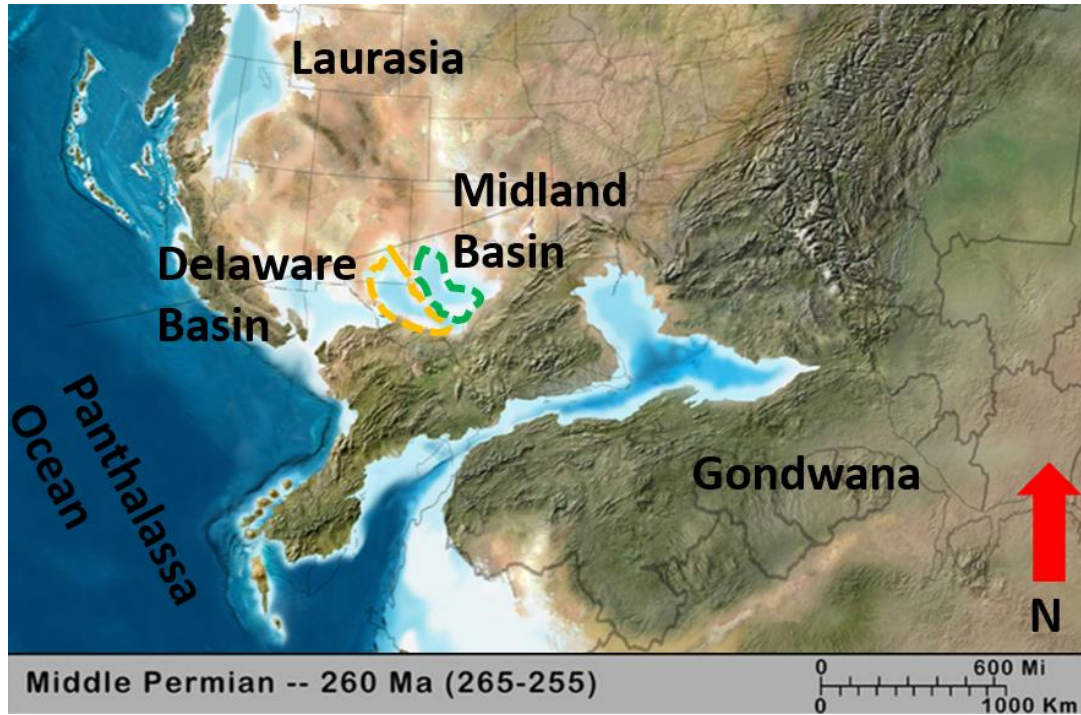 Laurasia
Midland
Basin
Delaware
Basin
Panthalassa
Ocean
Gondwana
N
Middle Permian -- 260 Ma (265-255)
0 600 Mi
0 1000 Km